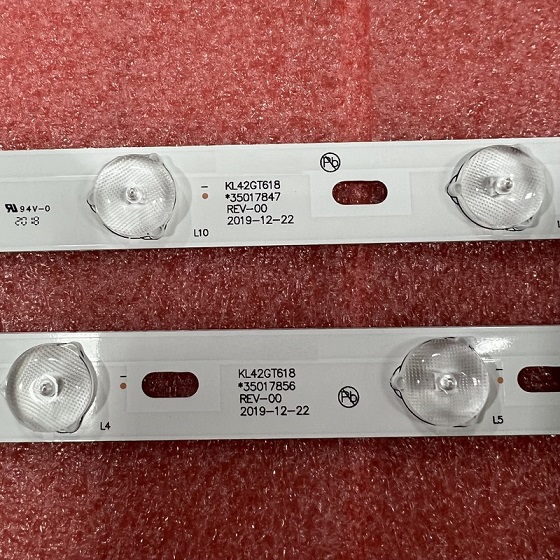 Pb
KL42GT618
*35017847
REV-00
2019-12-22
94V-0
L10
KL42GT618
*35017856
REV-00
2019-12-22
Pb
L4
L5